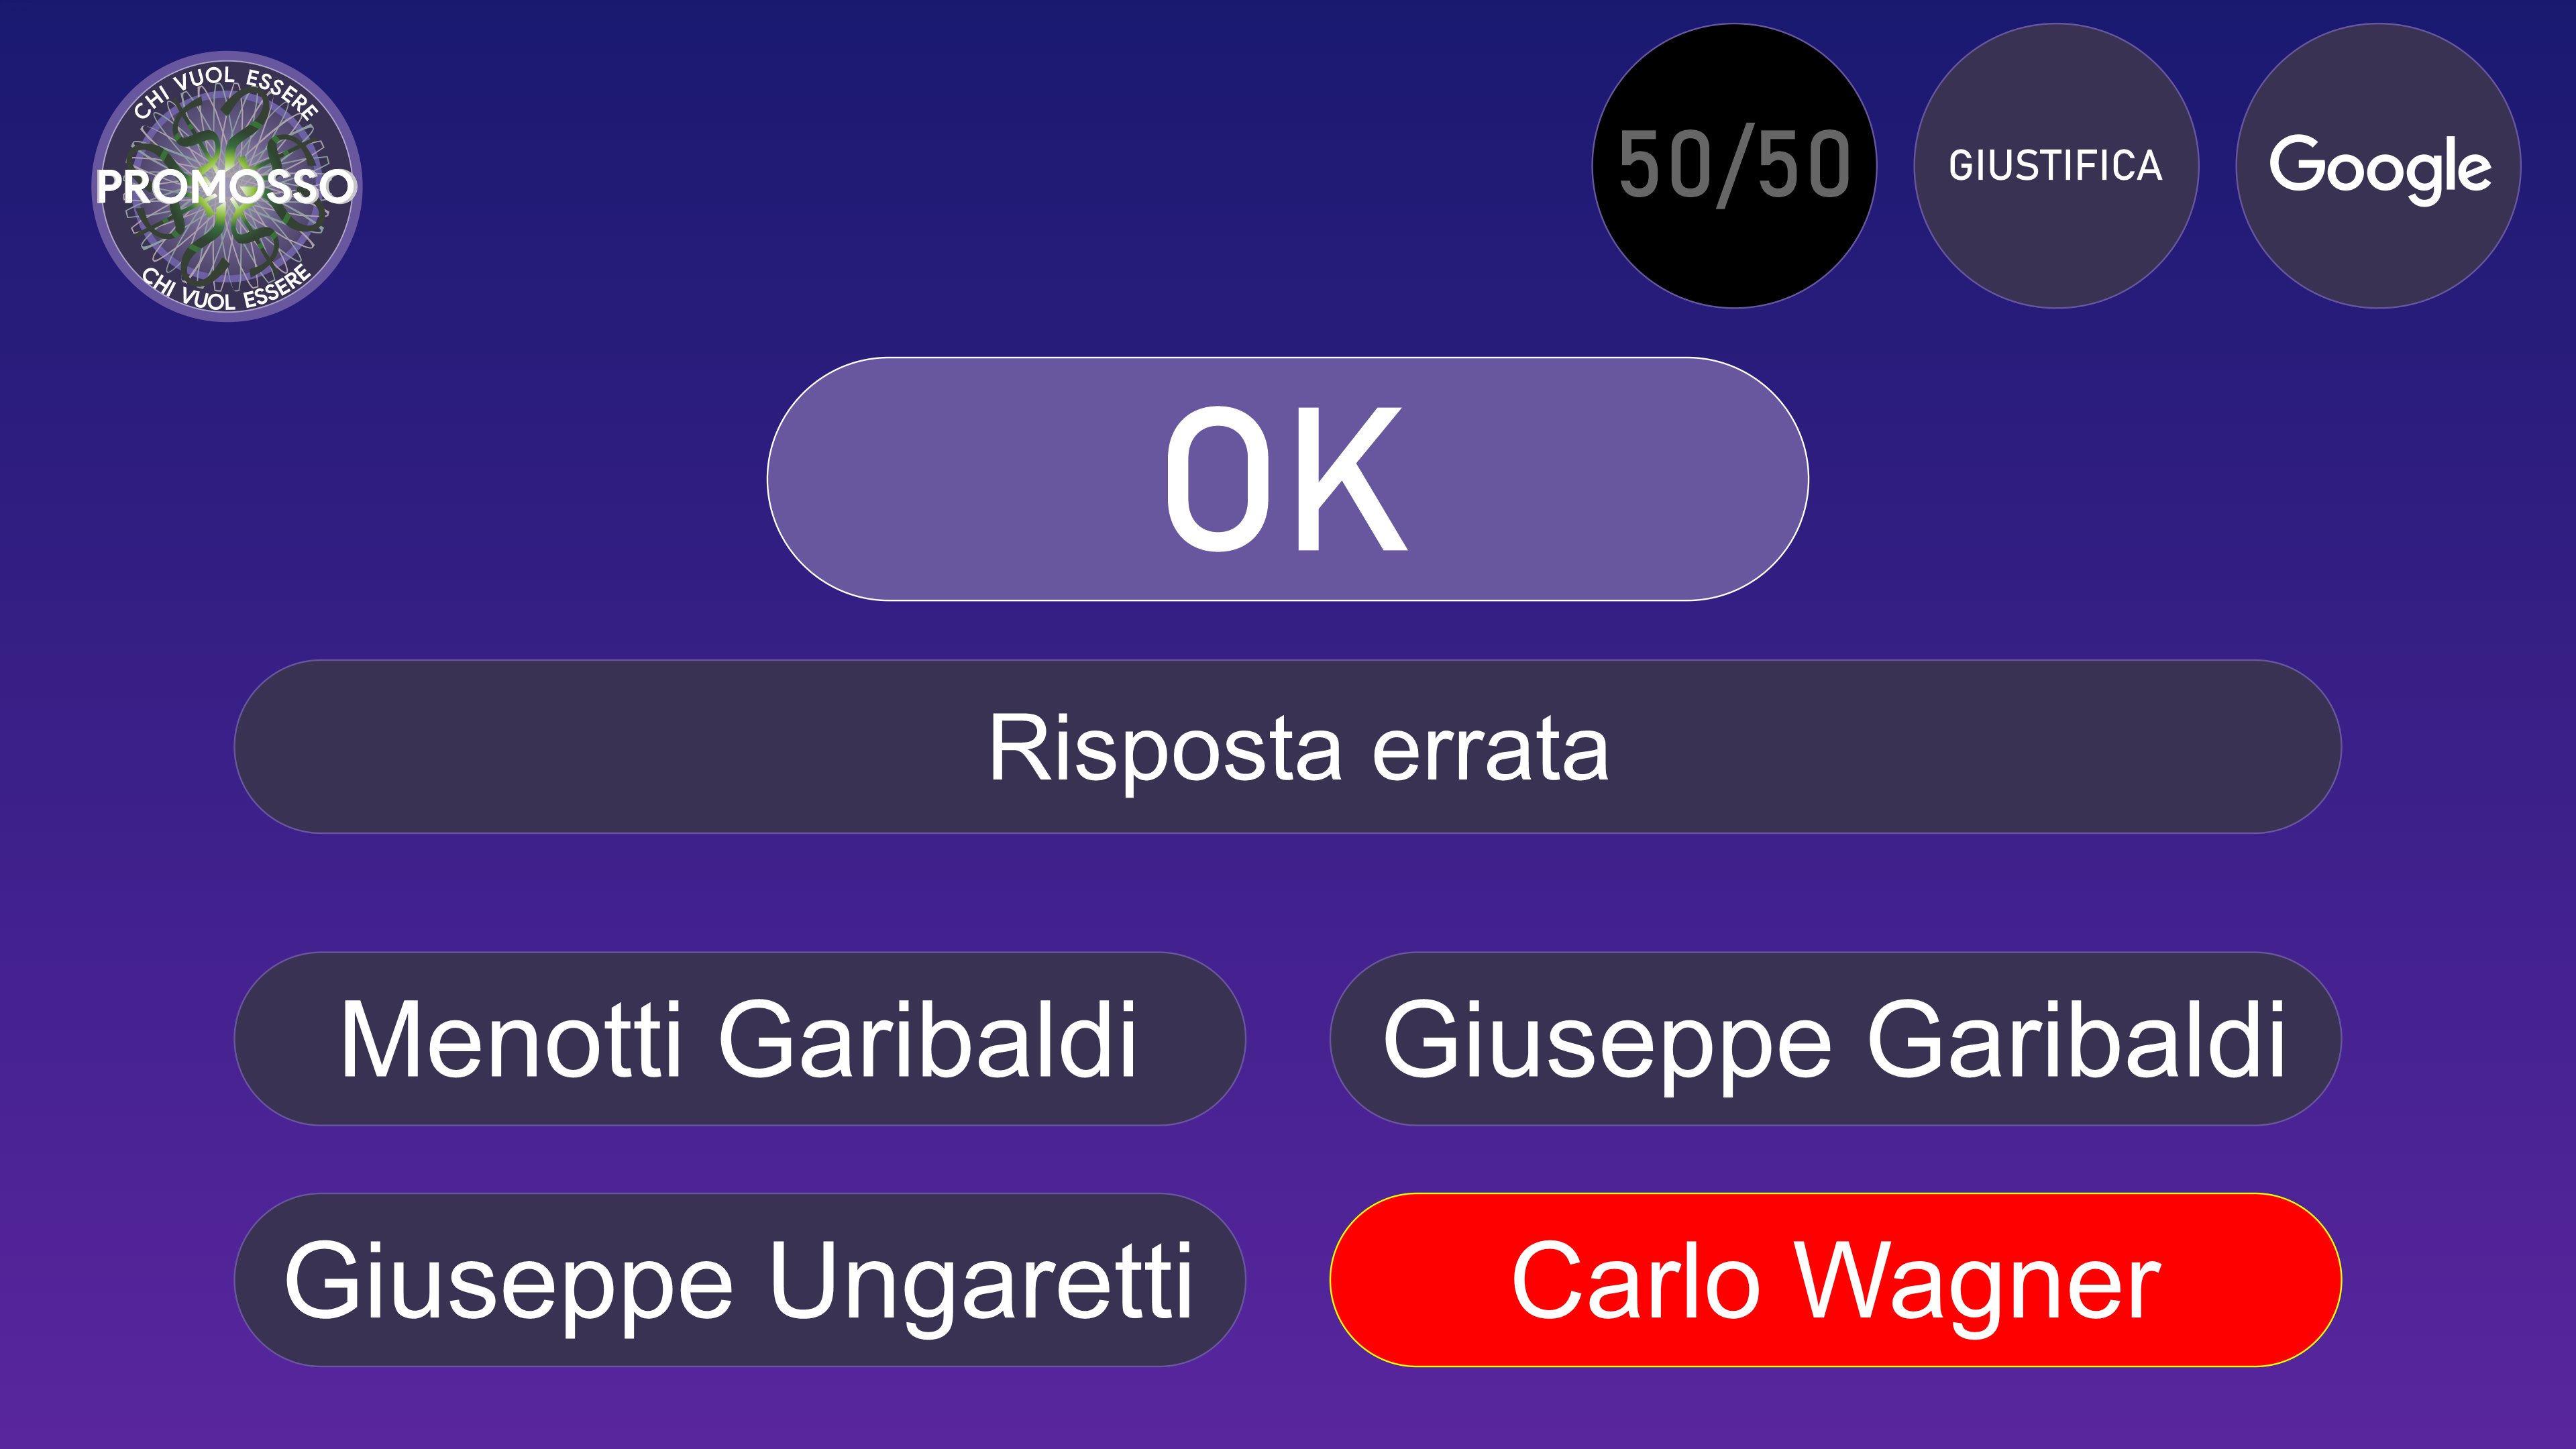 CHI VUOL ESSERE
PROMOSSO
CHI VUOL ESSERE
50/50
GIUSTIFICA
Google
OK
Risposta errata
Menotti Garibaldi
Giuseppe Garibaldi
Giuseppe Ungaretti
Carlo Wagner